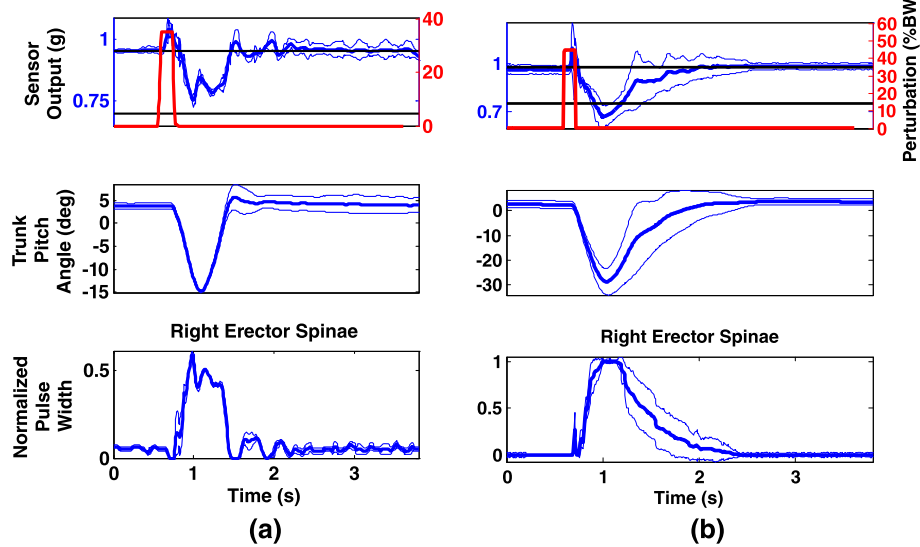 Sensor
Output (g)
1
0.75
40
20
0
1
0.7
60
50
40
30
20
10
0
Perturbation (%BW)
Trunk
Pitch
Angle (deg)
5
0
-5
-10
-15
0
-10
-20
-30
Right Erector Spinae
Right Erector Spinae
Normalized
Pulse
Width
0.5
0
1
0.5
0
0 1 2 3
0 1 2 3
Time (s)
Time (s)
(a)
(b)